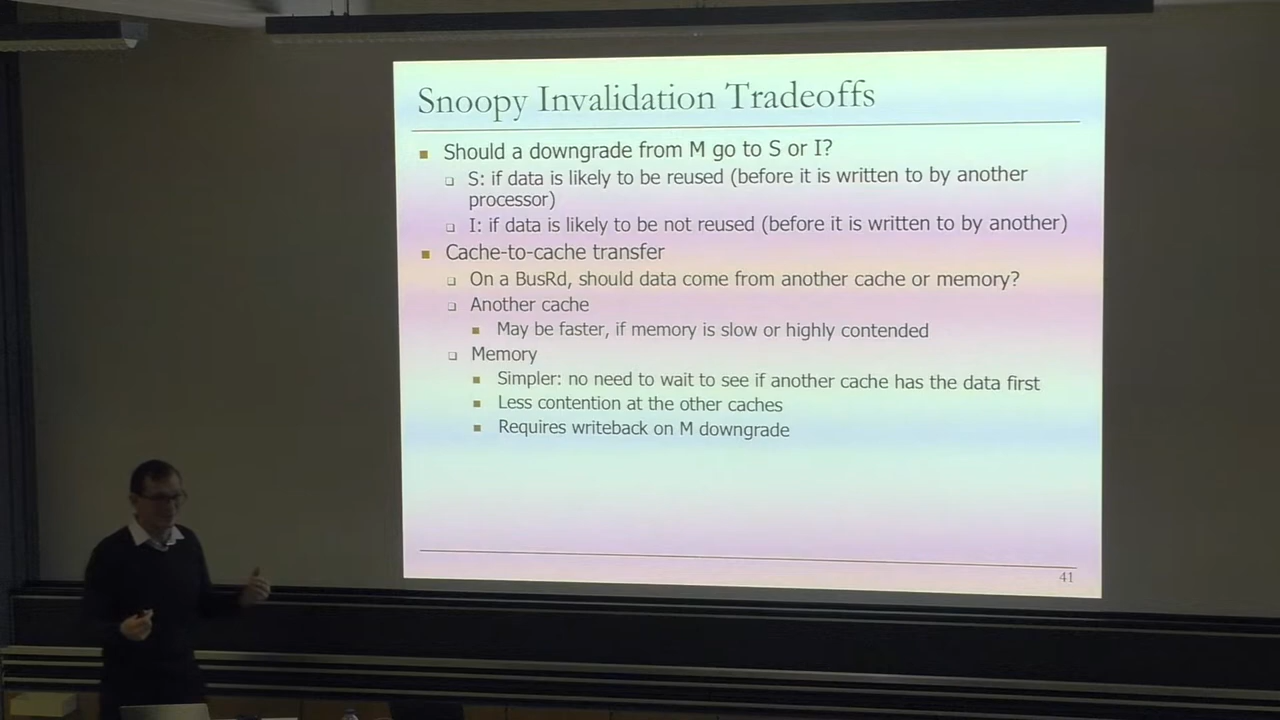 Snoopy Invalidation Tradeoffs
Should a downgrade from M go to S or I?
S: if data is likely to be reused (before it is written to by another
processor)
I: if data is likely to be not reused (before it is written to by another)
Cache-to-cache transfer
On a BusRd, should data come from another cache or memory?
Another cache
May be faster, if memory is slow or highly contended
Memory
Simpler: no need to wait to see if another cache has the data first
Less contention at the other caches
Requires writeback on M downgrade
41